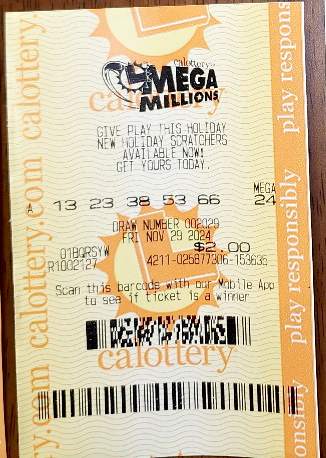 calottery
MEGA
MILLIONS
calottery
GIVE PLAY THIS HOLIDAY
NEW HOLIDAY SCRATCHERS
AVAILABLE NOW!
GET YOURS TODAY.
MEGA
A 13 23 38 53 66 24
DRAW NUMBER 002029
FRI NOV 29 2024
01BQRSYW $2.00
R1002127 4211-025877306-153636
Scan this barcode with our Mobile App
to see if ticket is a winner
calottery
calottery.com calottery.com
play responsibly
play responsibly